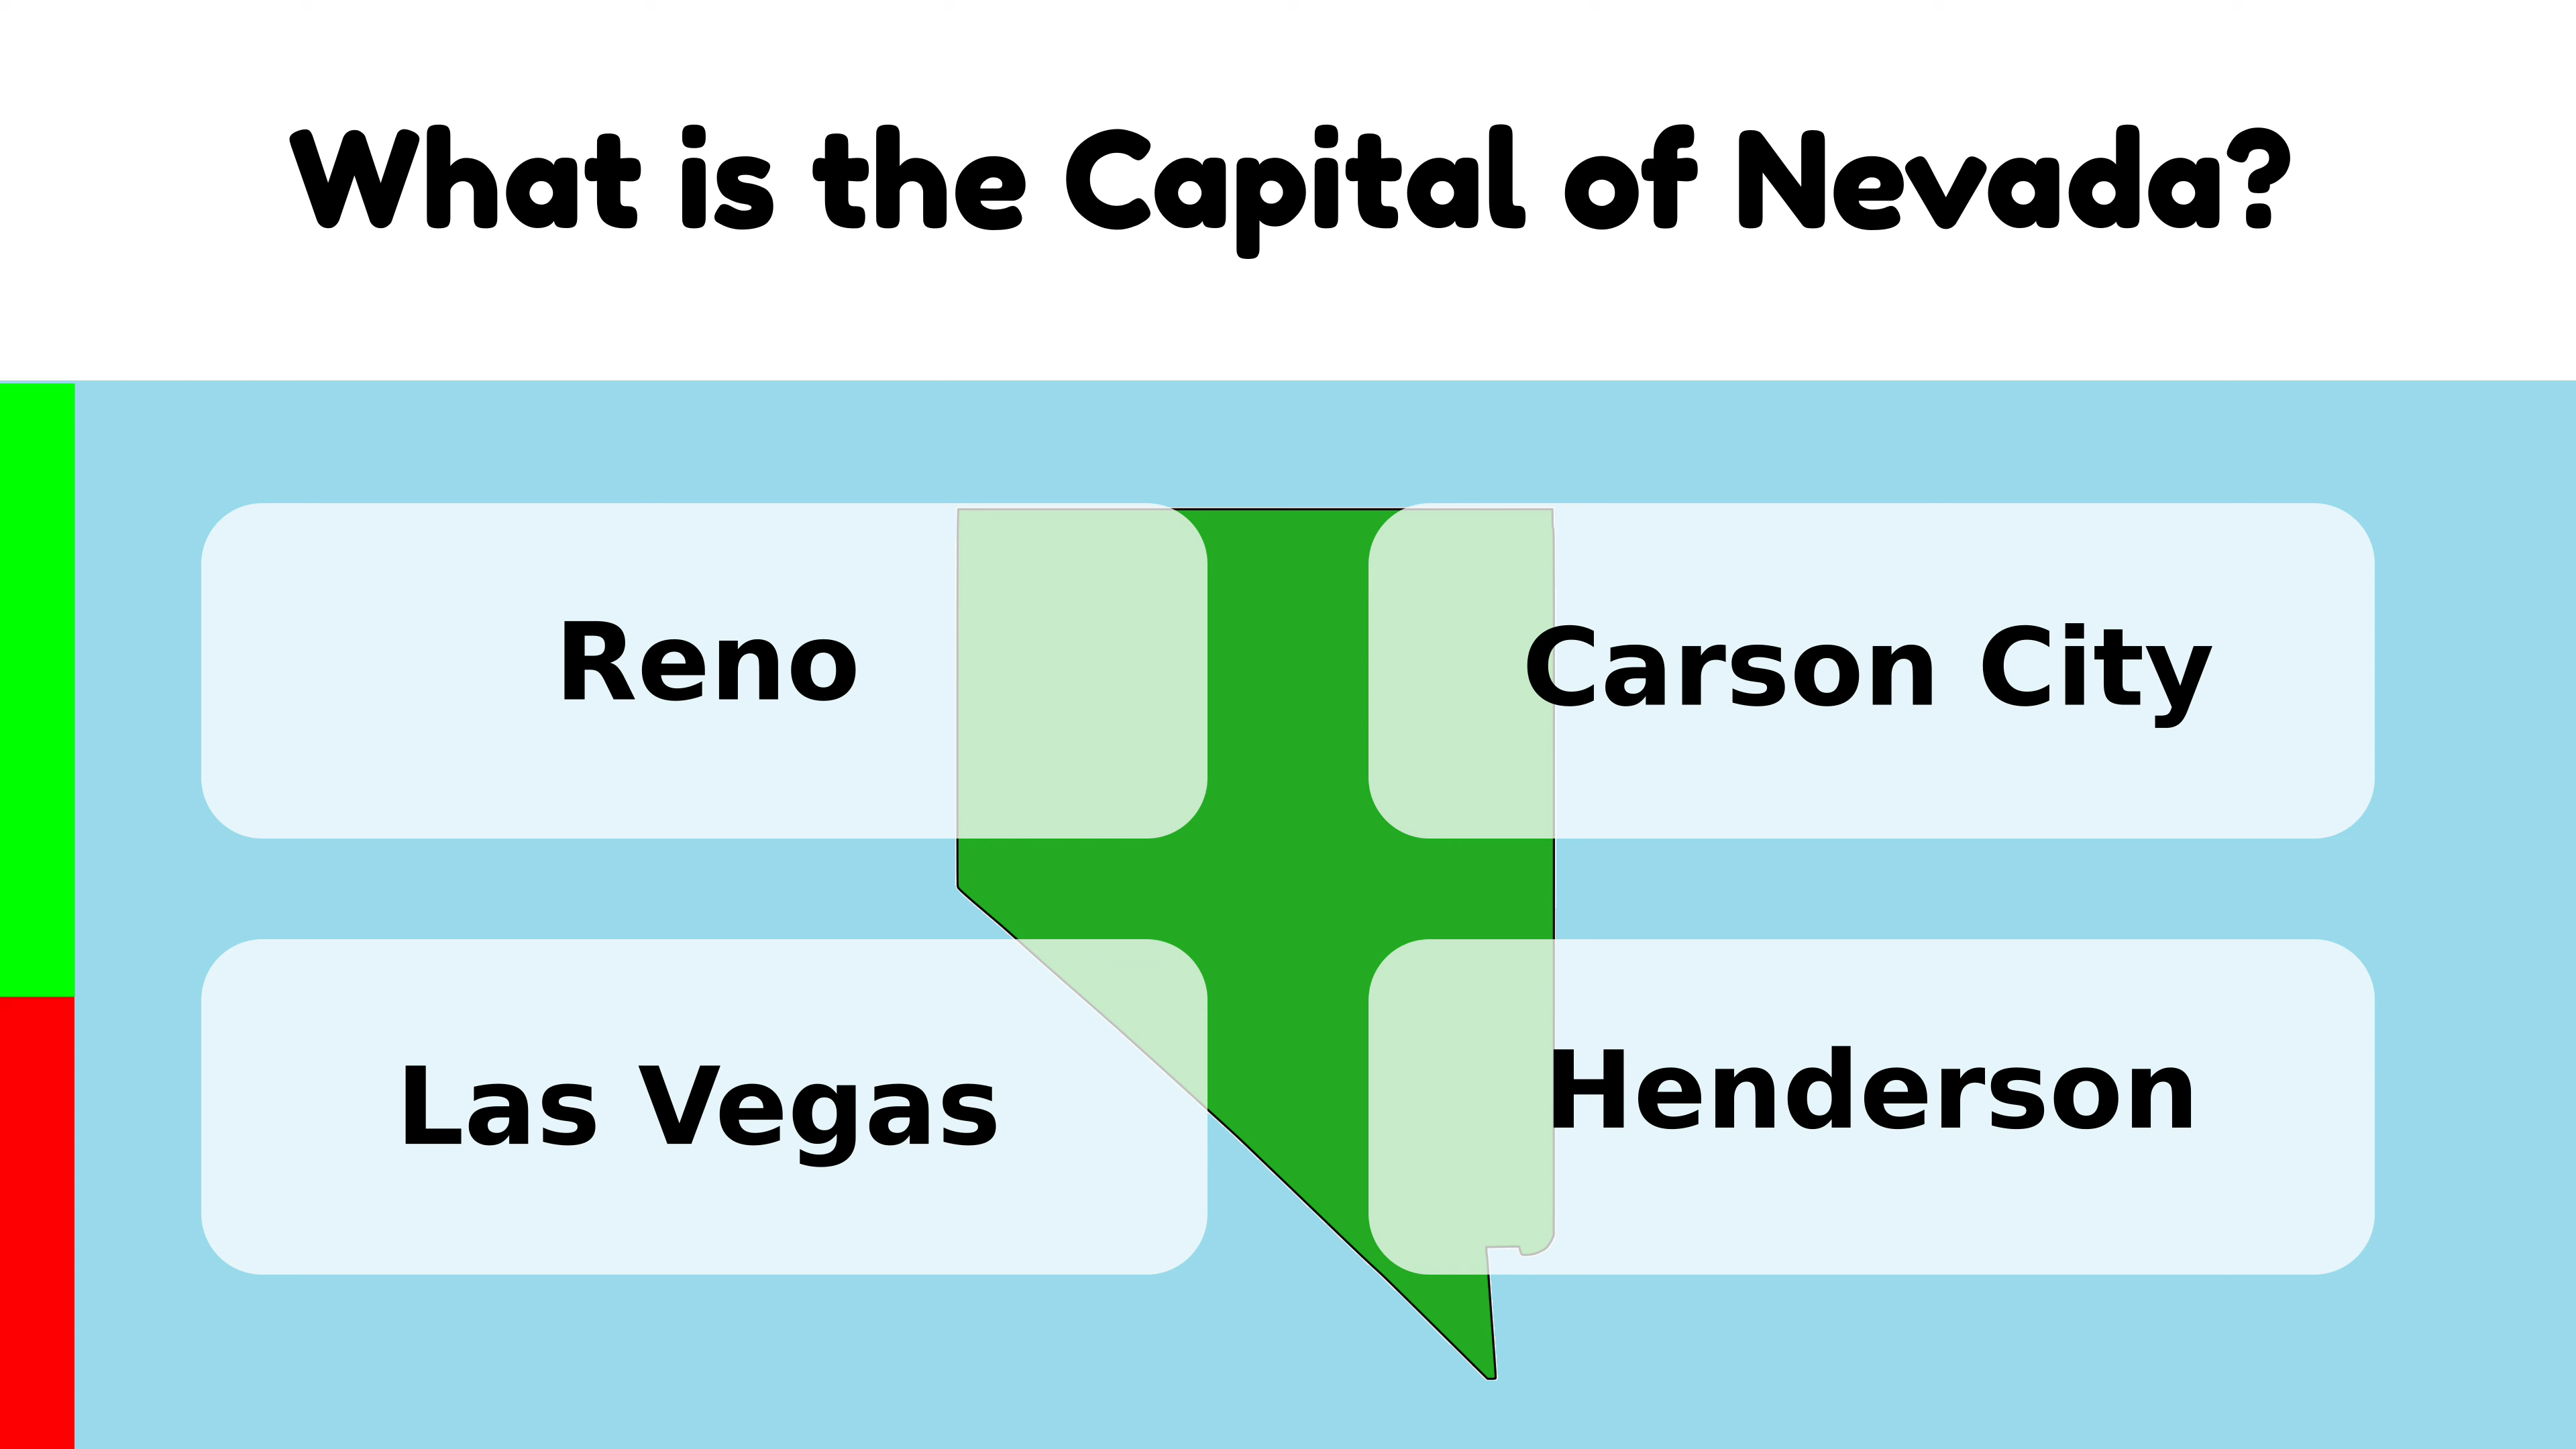 What is the Capital of Nevada?
Reno
Carson City
Las Vegas
Henderson